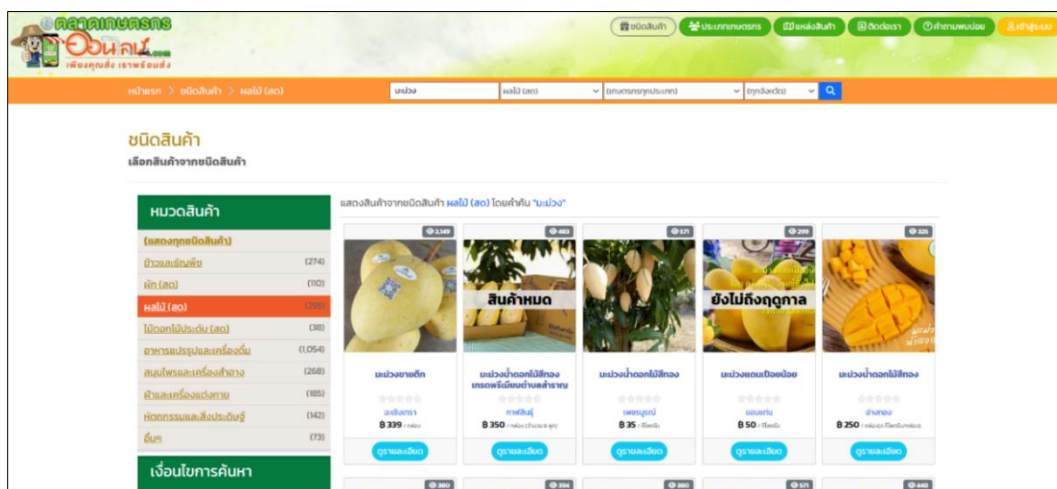 ตลาดเกษตรกร
ออนไลน์.com
เพียงคุณสั่ง เราพร้อมส่ง
ชนิดสินค้า
ประเภทเกษตรกร
แหล่งสินค้า
ติดต่อเรา
คำถามพบบ่อย
เข้าสู่ระบบ
หน้าแรก > ชนิดสินค้า > ผลไม้ (สด)
มะม่วง
ผลไม้ (สด)
(เกษตรกรทุกประเภท)
(ทุกจังหวัด)
ชนิดสินค้า
เลือกสินค้าจากชนิดสินค้า
หมวดสินค้า
(แสดงทุกชนิดสินค้า)
ข้าวและธัญพืช (274)
ผัก (สด) (110)
ผลไม้ (สด) (295)
ไม้ดอกไม้ประดับ (สด) (38)
อาหารแปรรูปและเครื่องดื่ม (1,054)
สมุนไพรและเครื่องสำอาง (268)
ผ้าและเครื่องแต่งกาย (185)
หัตถกรรมและสิ่งประดิษฐ์ (142)
อื่นๆ (73)
เงื่อนไขการค้นหา
แสดงสินค้าจากชนิดสินค้า ผลไม้ (สด) โดยคำค้น "มะม่วง"
2,149 483 571 299 325
สินค้าหมด
ยังไม่ถึงฤดูกาล
มะม่วงขายตึก
ฉะเชิงเทรา
฿ 339 / กล่อง
ดูรายละเอียด
มะม่วงน้ำดอกไม้สีทอง
เกรดพรีเมี่ยมตำบลสำราญ
กาฬสินธุ์
฿ 350
ดูรายละเอียด
มะม่วงน้ำดอกไม้สีทอง
เพชรบูรณ์
฿ 35 / กิโลกรัม
ดูรายละเอียด
มะม่วงแดนเปือยน้อย
ขอนแก่น
฿ 50 / กิโลกรัม
ดูรายละเอียด
มะม่วงน้ำดอกไม้สีทอง
อ่างทอง
฿ 250
ดูรายละเอียด
380 394 380 571 440